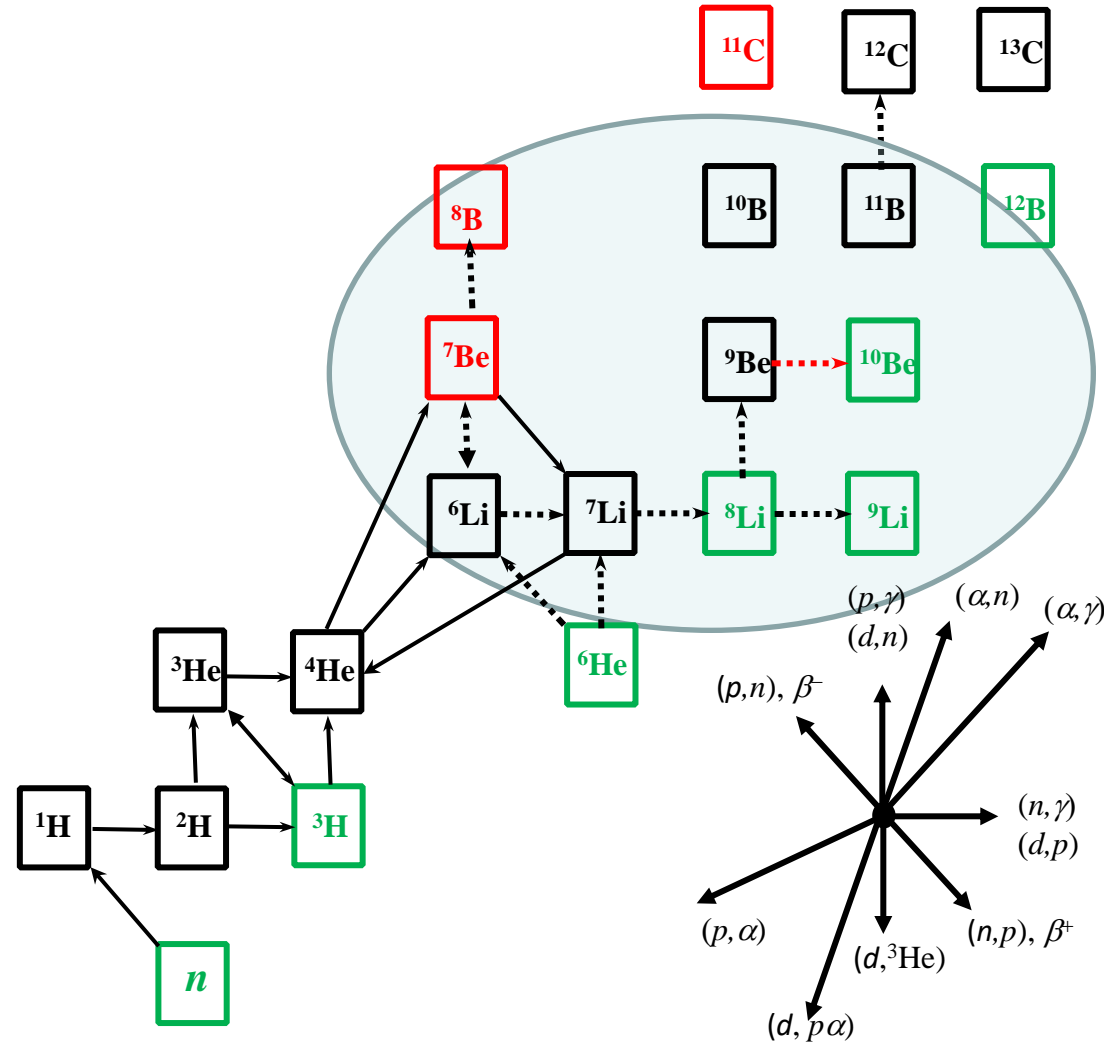 ¹¹C
¹²C
¹³C
⁸B
¹⁰B
¹¹B
¹²B
⁷Be
⁹Be
¹⁰Be
⁶Li
⁷Li
⁸Li
⁹Li
³He
⁴He
⁶He
¹H
²H
³H
n
(p,γ)
(d,n)
(α,n)
(α,γ)
(p,n), β⁻
(n,γ)
(d,p)
(p,α)
(d,³He)
(n,p), β⁺
(d, pα)